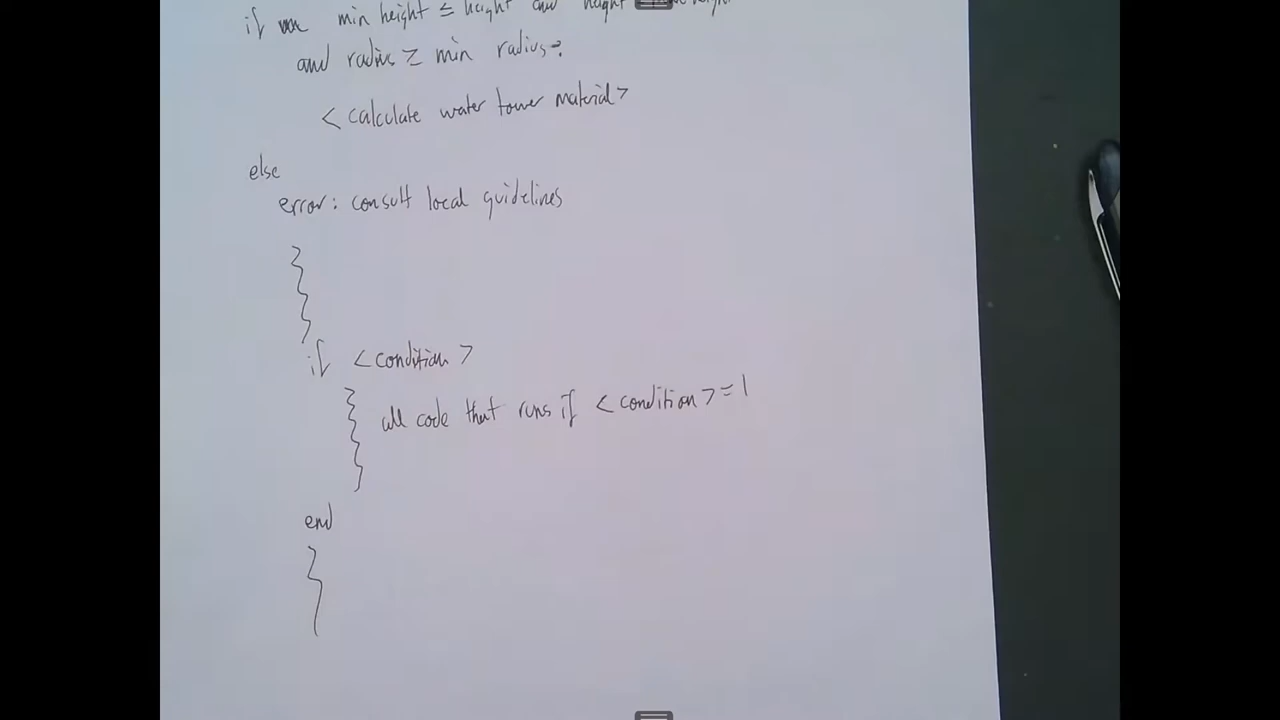 if min height ≤ height and height
and radius ≥ min radius:
<calculate water tower material>
else
error: consult local guidelines
if <condition>
all code that runs if <condition> = 1
end